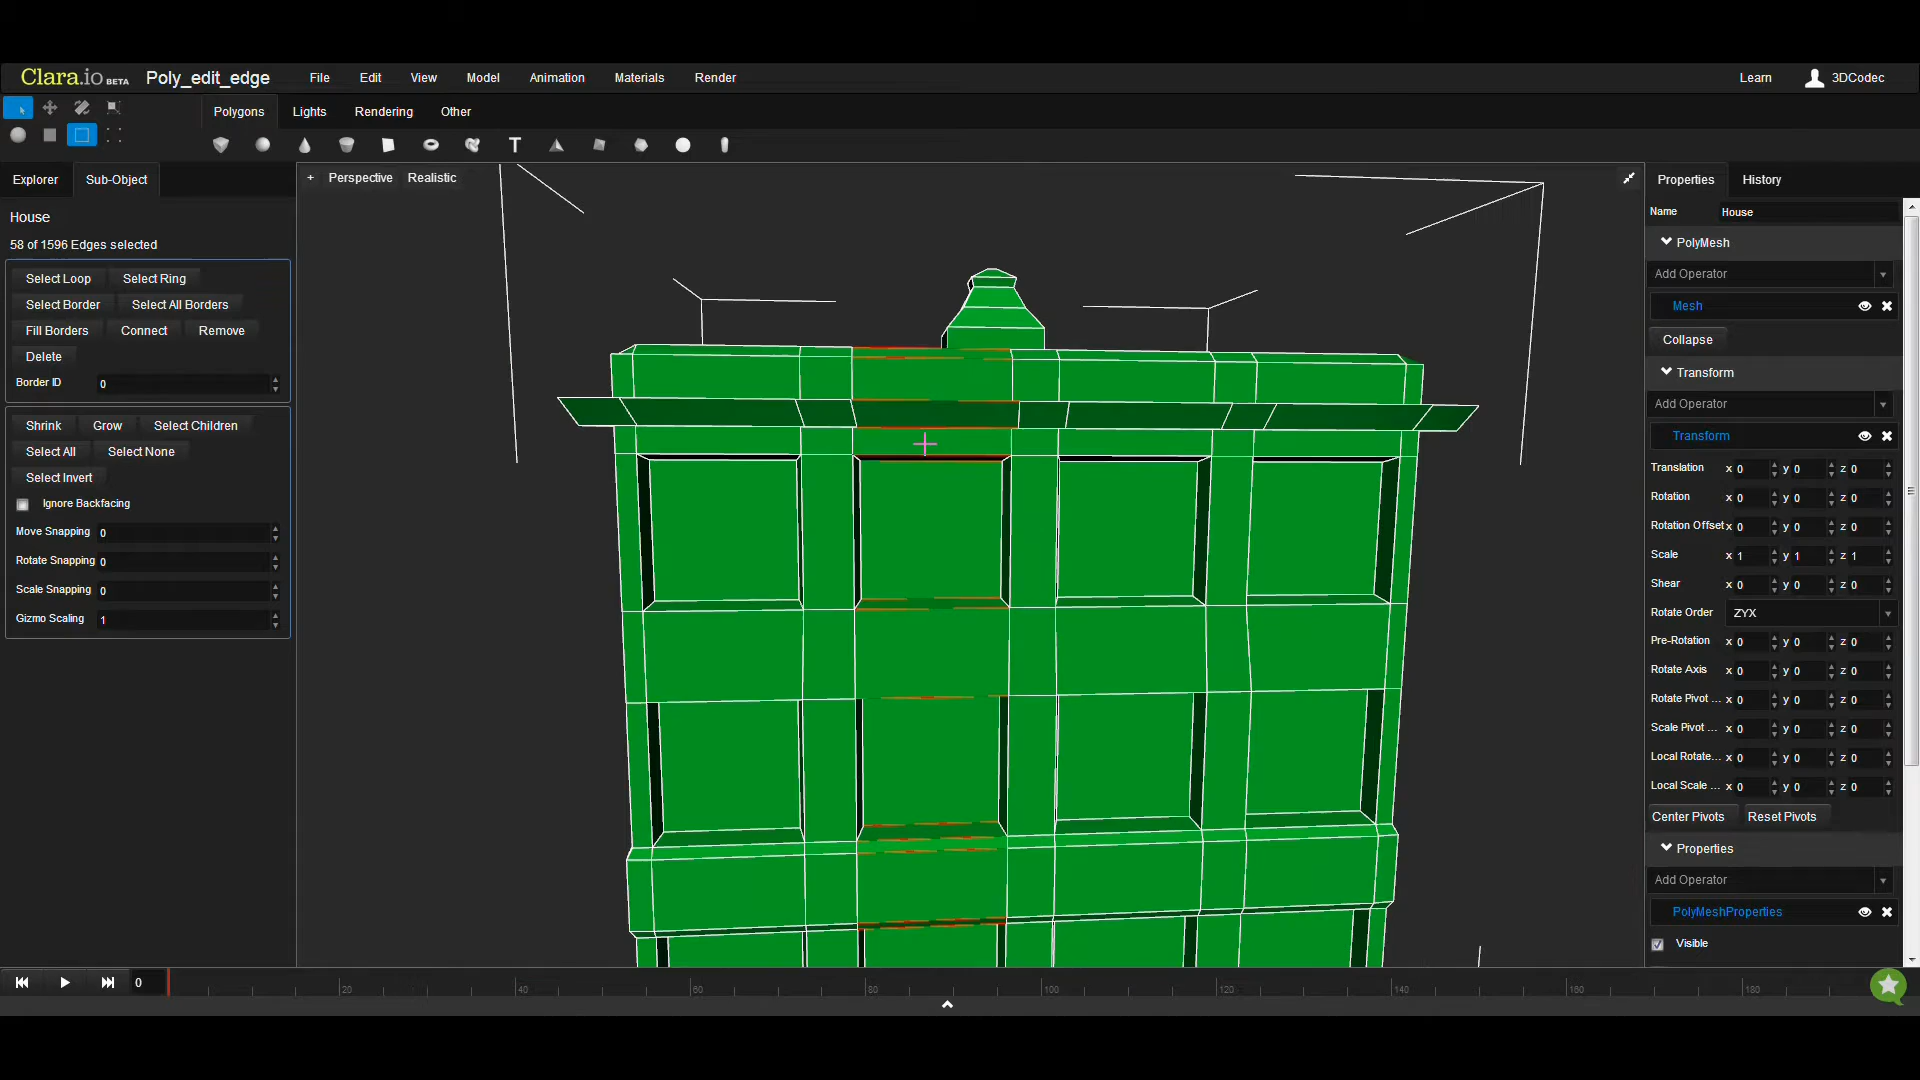 Clara.io BETA Poly_edit_edge File Edit View Model Animation Materials Render Learn 3DCodec
Polygons Lights Rendering Other
T
Explorer Sub-Object
House
58 of 1596 Edges selected
Select Loop Select Ring
Select Border Select All Borders
Fill Borders Connect Remove
Delete
Border ID 0
Shrink Grow Select Children
Select All Select None
Select Invert
Ignore Backfacing
Move Snapping 0
Rotate Snapping 0
Scale Snapping 0
Gizmo Scaling 1
+ Perspective Realistic
Properties History
Name House
PolyMesh
Add Operator
Mesh
Collapse
Transform
Add Operator
Transform
Translation x 0 y 0 z 0
Rotation x 0 y 0 z 0
Rotation Offset x 0 y 0 z 0
Scale x 1 y 1 z 1
Shear x 0 y 0 z 0
Rotate Order ZYX
Pre-Rotation x 0 y 0 z 0
Rotate Axis x 0 y 0 z 0
Rotate Pivot ... x 0 y 0 z 0
Scale Pivot ... x 0 y 0 z 0
Local Rotate... x 0 y 0 z 0
Local Scale ... x 0 y 0 z 0
Center Pivots Reset Pivots
Properties
Add Operator
PolyMeshProperties
Visible
0 20 40 60 80 100 120 140 160 180